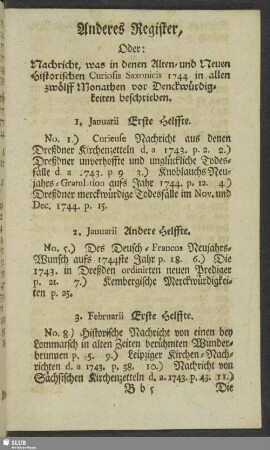 Anderes Register,
Oder:
Nachricht, was in denen Alten- und Neuen
Historischen Curiosis Saxonicis 1744 in allen
zwölff Monathen vor Denckwürdig-
keiten beschrieben.
1. Januarii Erste Helffte.
No. 1.) Curieuse Nachricht aus denen
Dreßdner Kirchenzetteln d. a 1743. p. 2. 2.)
Dreßdner unverhoffte und unglückliche Todes-
fälle d a .1743. p 9 3.) Knoblauchs Neu-
jahrs-Gratulation aufs Jahr 1744. p. 12. 4.)
Dreßdner merckwürdige Todesfälle im Nov. und
Dec. 1744. p. 15.
2. Januarii Andere Helffte.
No. 5.) Des Deusch-Francos Neujahrs-
Wunsch aufs 1744ste Jahr p. 18. 6.) Die
1743. in Dreßden ordinirten neuen Prediger
p. 21. 7.) Kembergische Merckwürdigkei-
ten p. 25.
3. Februarii Erste Helffte.
No. 8.) Historische Nachricht von einen bey
Lommatsch in alten Zeiten berühmten Wunder-
brunnen p. 35. 9.) Leipziger Kirchen-Nach-
richten d. a 1743. p. 38. 10.) Nachricht von
Sächsischen Kirchenzetteln d. a. 1743. p. 43. 11.)
B b 5 Die
SLUB